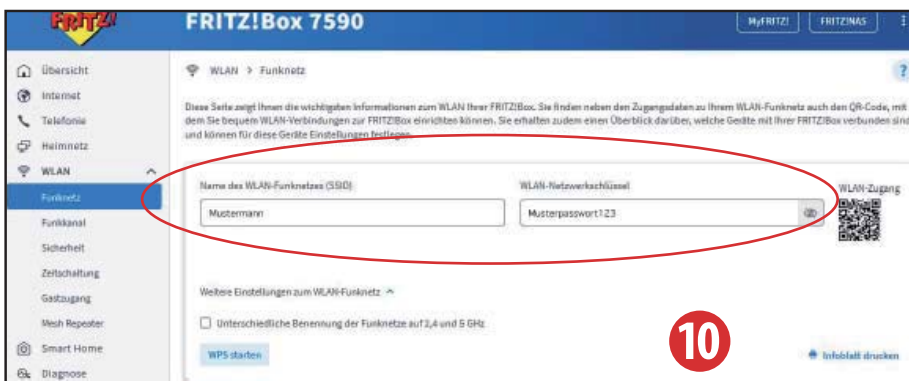 FRITZ!
FRITZ!Box 7590
MyFRITZ! FRITZ!NAS
Übersicht
Internet
Telefonie
Heimnetz
WLAN
Funknetz
Funkkanal
Sicherheit
Zeitschaltung
Gastzugang
Mesh Repeater
Smart Home
Diagnose
WLAN > Funknetz
?
Diese Seite zeigt Ihnen die wichtigsten Informationen zum WLAN Ihrer FRITZ!Box. Sie finden neben den Zugangsdaten zu Ihrem WLAN-Funknetz auch den QR-Code, mit
dem Sie bequem WLAN-Verbindungen zur FRITZ!Box einrichten können. Sie erhalten zudem einen Überblick darüber, welche Geräte mit Ihrer FRITZ!Box verbunden sind
und können für diese Geräte Einstellungen festlegen.
Name des WLAN-Funknetzes (SSID)
Mustermann
WLAN-Netzwerkschlüssel
Musterpasswort123
WLAN-Zugang
Weitere Einstellungen zum WLAN-Funknetz
Unterschiedliche Benennung der Funknetze auf 2,4 und 5 GHz
WPS starten
10
Infoblatt drucken